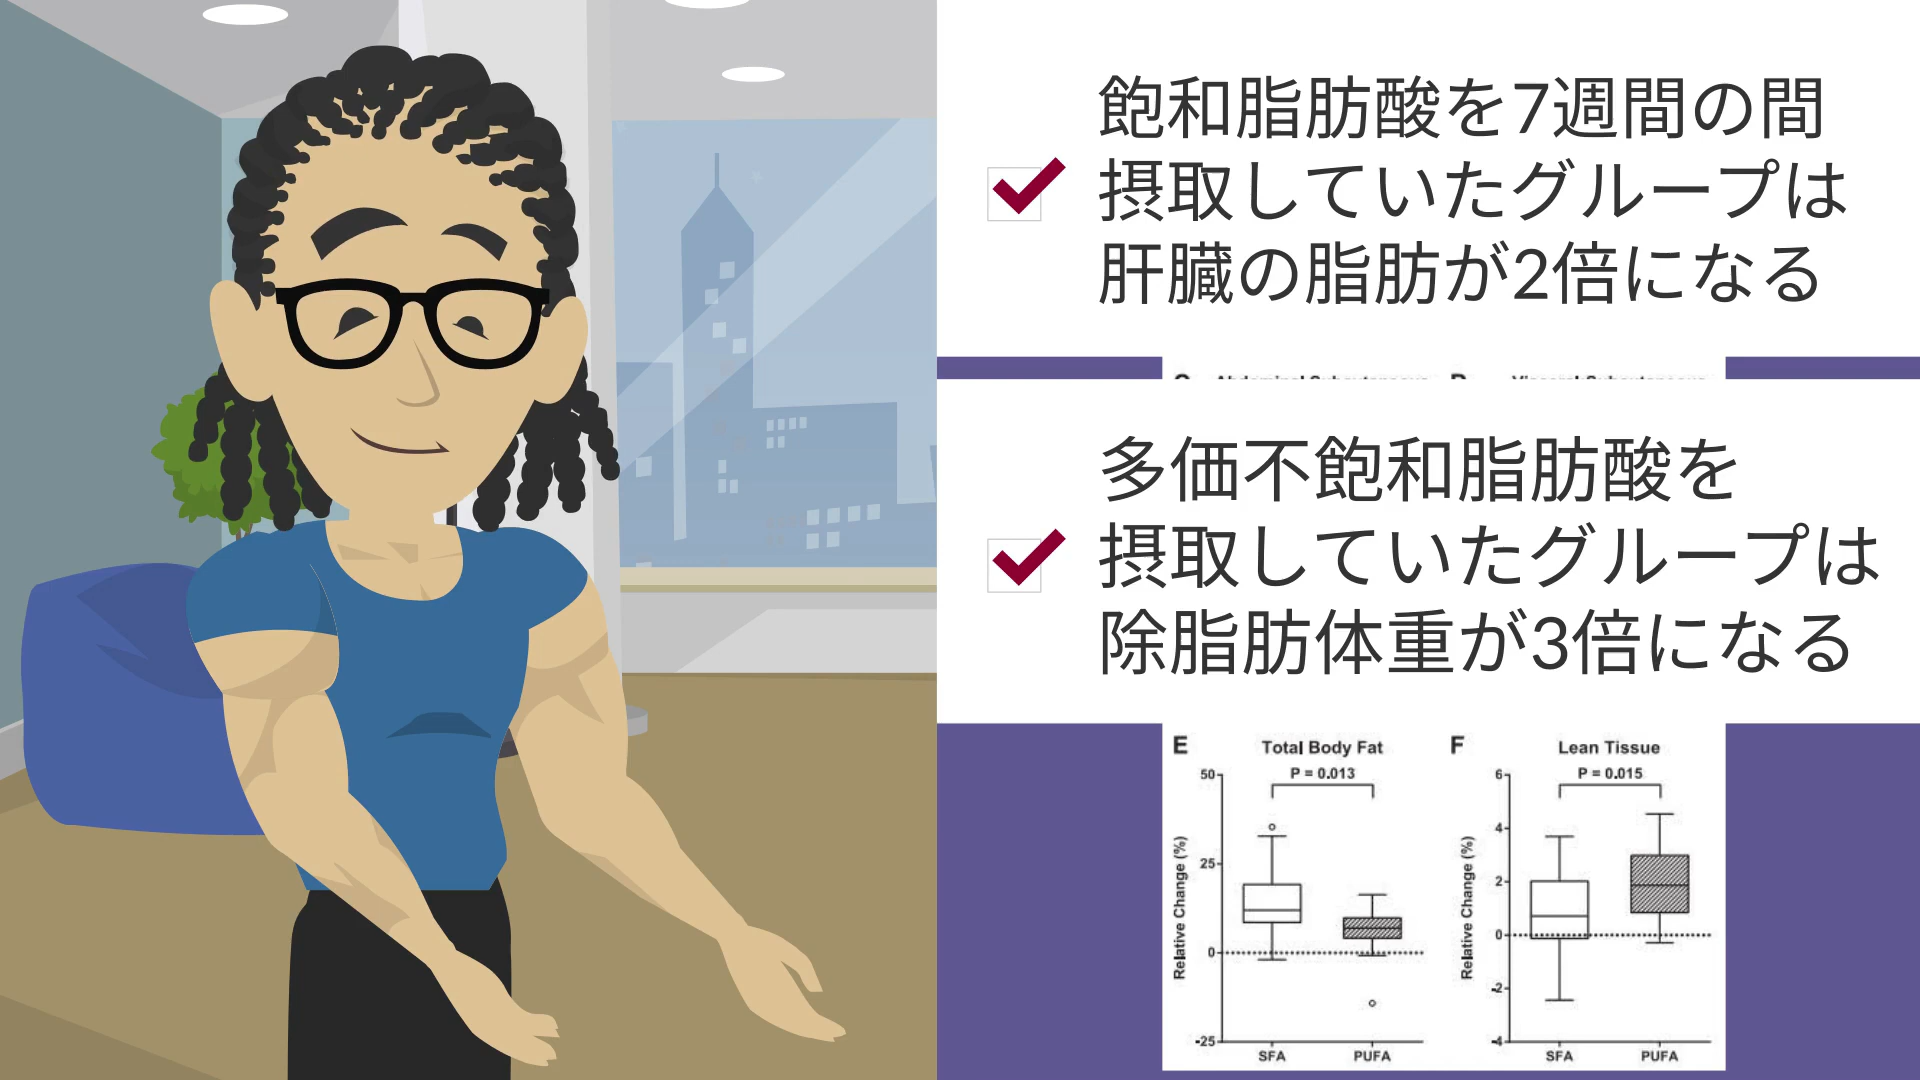 飽和脂肪酸を7週間の間
摂取していたグループは
肝臓の脂肪が2倍になる
多価不飽和脂肪酸を
摂取していたグループは
除脂肪体重が3倍になる
E Total Body Fat
P = 0.013
50
25
0
-25
Relative Change (%)
SFA PUFA
F Lean Tissue
P = 0.015
6
4
2
0
-2
-4
Relative Change (%)
SFA PUFA